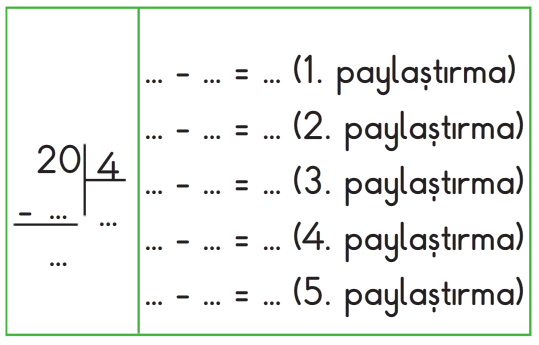 20 4
- ...
...
...
... - ... = ... (1. paylaştırma)
... - ... = ... (2. paylaştırma)
... - ... = ... (3. paylaştırma)
... - ... = ... (4. paylaştırma)
... - ... = ... (5. paylaştırma)